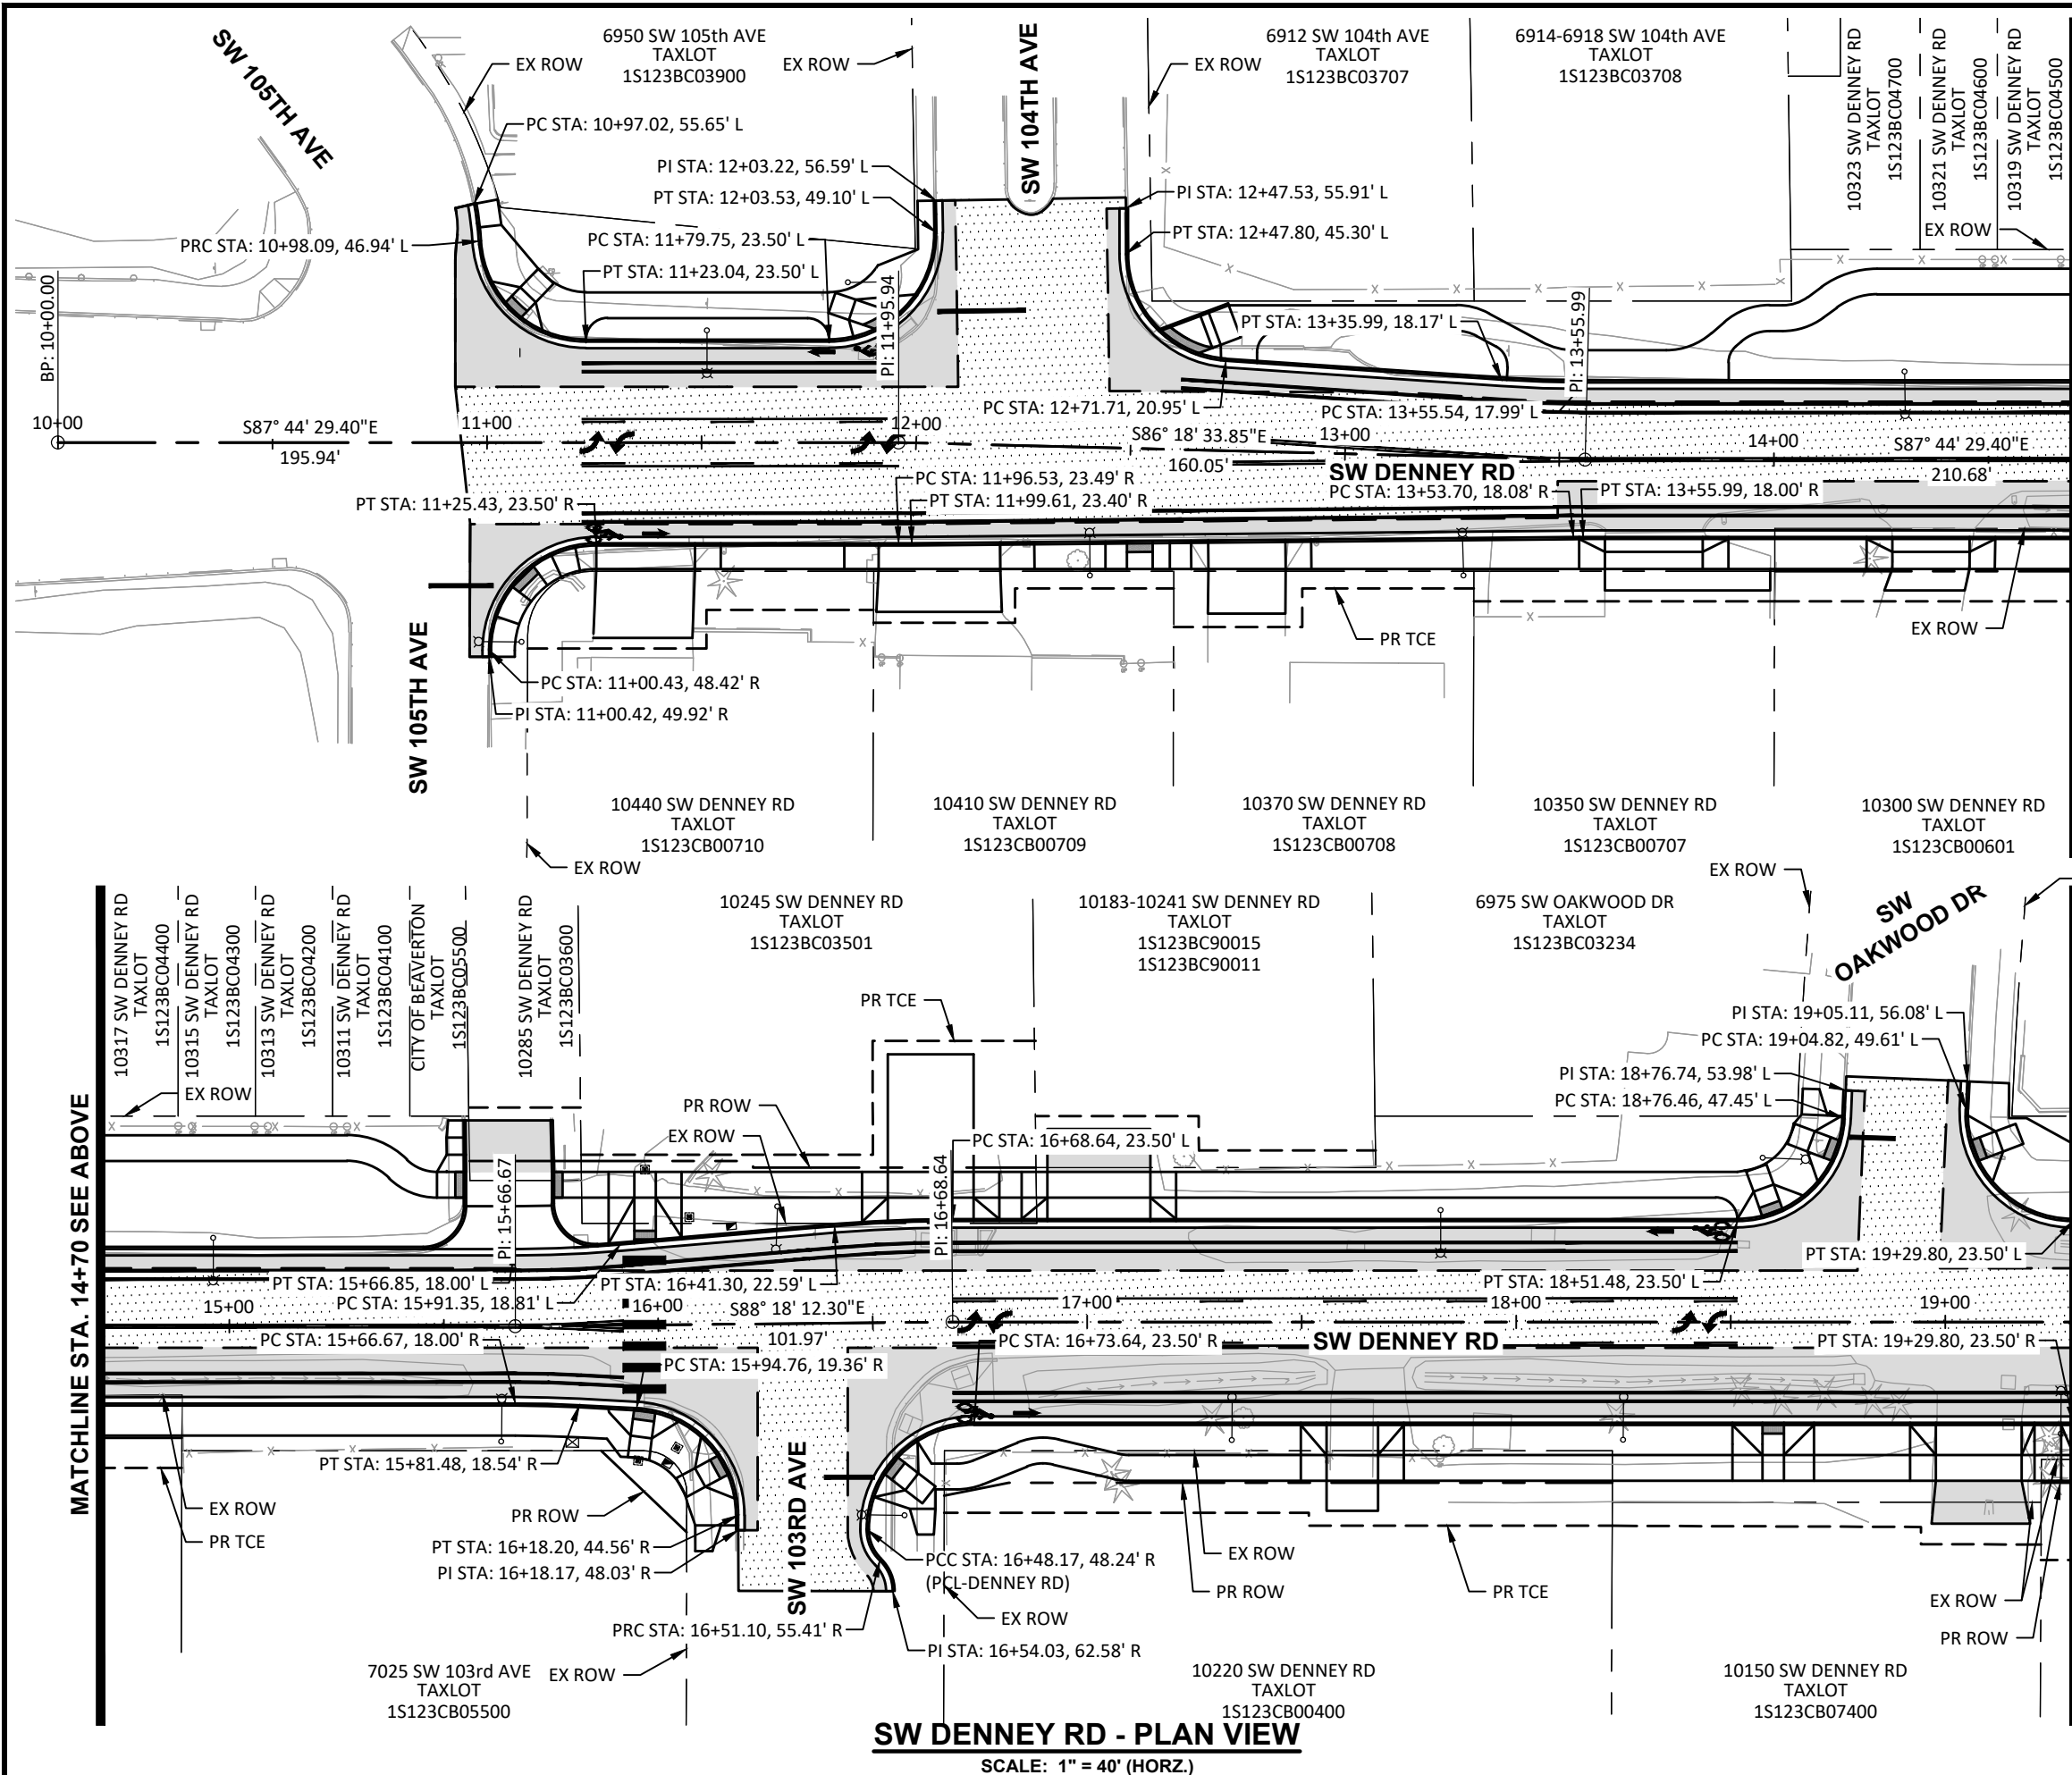 SW 105TH AVE
6950 SW 105th AVE
TAXLOT
1S123BC03900
EX ROW
EX ROW
SW 104TH AVE
6912 SW 104th AVE
TAXLOT
1S123BC03707
EX ROW
6914-6918 SW 104th AVE
TAXLOT
1S123BC03708
10323 SW DENNEY RD
TAXLOT
1S123BC04700
10321 SW DENNEY RD
TAXLOT
1S123BC04600
10319 SW DENNEY RD
TAXLOT
1S123BC04500
EX ROW
PC STA: 10+97.02, 55.65' L
PI STA: 12+03.22, 56.59' L
PT STA: 12+03.53, 49.10' L
PRC STA: 10+98.09, 46.94' L
PC STA: 11+79.75, 23.50' L
PT STA: 11+23.04, 23.50' L
PI STA: 12+47.53, 55.91' L
PT STA: 12+47.80, 45.30' L
PT STA: 13+35.99, 18.17' L
BP: 10+00.00
PI: 11+95.94
PI: 13+55.99
PC STA: 12+71.71, 20.95' L
PC STA: 13+55.54, 17.99' L
10+00
S87° 44' 29.40"E
195.94'
11+00
12+00
S86° 18' 33.85"E
160.05'
13+00
14+00
S87° 44' 29.40"E
210.68'
SW DENNEY RD
PC STA: 11+96.53, 23.49' R
PT STA: 11+99.61, 23.40' R
PT STA: 11+25.43, 23.50' R
PC STA: 13+53.70, 18.08' R
PT STA: 13+55.99, 18.00' R
PR TCE
EX ROW
SW 105TH AVE
PC STA: 11+00.43, 48.42' R
PI STA: 11+00.42, 49.92' R
10440 SW DENNEY RD
TAXLOT
1S123CB00710
10410 SW DENNEY RD
TAXLOT
1S123CB00709
10370 SW DENNEY RD
TAXLOT
1S123CB00708
10350 SW DENNEY RD
TAXLOT
1S123CB00707
10300 SW DENNEY RD
TAXLOT
1S123CB00601
EX ROW
EX ROW
MATCHLINE STA. 14+70 SEE ABOVE
10317 SW DENNEY RD
TAXLOT
1S123BC04400
10315 SW DENNEY RD
TAXLOT
1S123BC04300
10313 SW DENNEY RD
TAXLOT
1S123BC04200
10311 SW DENNEY RD
TAXLOT
1S123BC04100
CITY OF BEAVERTON
TAXLOT
1S123BC05500
10285 SW DENNEY RD
TAXLOT
1S123BC03600
10245 SW DENNEY RD
TAXLOT
1S123BC03501
10183-10241 SW DENNEY RD
TAXLOT
1S123BC90015
1S123BC90011
6975 SW OAKWOOD DR
TAXLOT
1S123BC03234
SW
OAKWOOD DR
PR TCE
PI STA: 19+05.11, 56.08' L
PC STA: 19+04.82, 49.61' L
PI STA: 18+76.74, 53.98' L
PC STA: 18+76.46, 47.45' L
EX ROW
PR ROW
EX ROW
PI: 15+66.67
PC STA: 16+68.64, 23.50' L
PI: 16+68.64
PT STA: 15+66.85, 18.00' L
PC STA: 15+91.35, 18.81' L
PT STA: 16+41.30, 22.59' L
PT STA: 18+51.48, 23.50' L
PT STA: 19+29.80, 23.50' L
15+00
16+00
S88° 18' 12.30"E
101.97'
17+00
18+00
19+00
PC STA: 15+66.67, 18.00' R
PC STA: 15+94.76, 19.36' R
PC STA: 16+73.64, 23.50' R
SW DENNEY RD
PT STA: 19+29.80, 23.50' R
PT STA: 15+81.48, 18.54' R
EX ROW
PR TCE
PR ROW
PT STA: 16+18.20, 44.56' R
PI STA: 16+18.17, 48.03' R
SW 103RD AVE
PCC STA: 16+48.17, 48.24' R
(PCL-DENNEY RD)
EX ROW
PR ROW
PR TCE
EX ROW
EX ROW
PR ROW
PRC STA: 16+51.10, 55.41' R
PI STA: 16+54.03, 62.58' R
7025 SW 103rd AVE
TAXLOT
1S123CB05500
EX ROW
10220 SW DENNEY RD
TAXLOT
1S123CB00400
10150 SW DENNEY RD
TAXLOT
1S123CB07400
SW DENNEY RD - PLAN VIEW
SCALE: 1" = 40' (HORZ.)